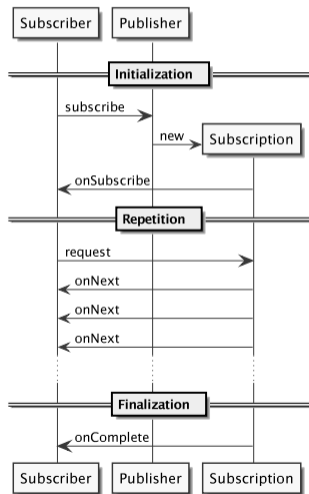 Subscriber Publisher
Initialization
subscribe
new
Subscription
onSubscribe
Repetition
request
onNext
onNext
onNext
Finalization
onComplete
Subscriber Publisher Subscription